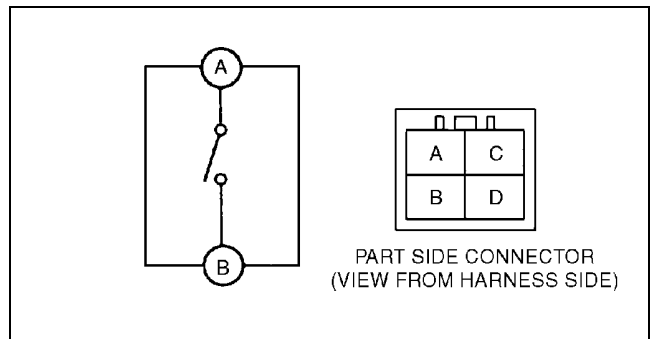 A
B
A C
B D
PART SIDE CONNECTOR
(VIEW FROM HARNESS SIDE)